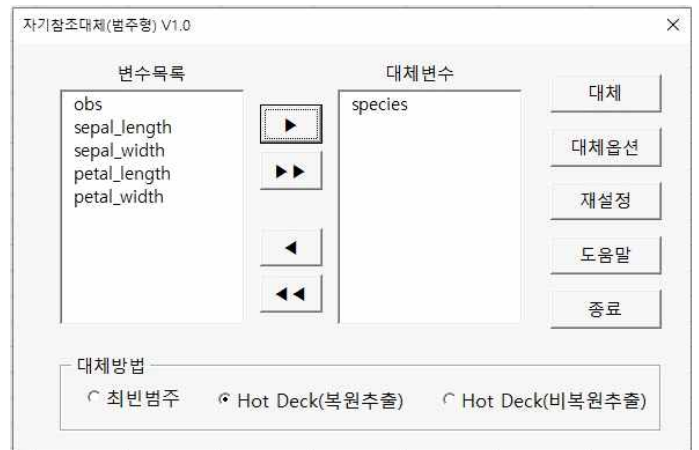 자기참조대체(범주형) V1.0
변수목록
대체변수
obs
sepal_length
sepal_width
petal_length
petal_width
species
대체
대체옵션
재설정
도움말
종료
대체방법
최빈범주 Hot Deck(복원추출) Hot Deck(비복원추출)